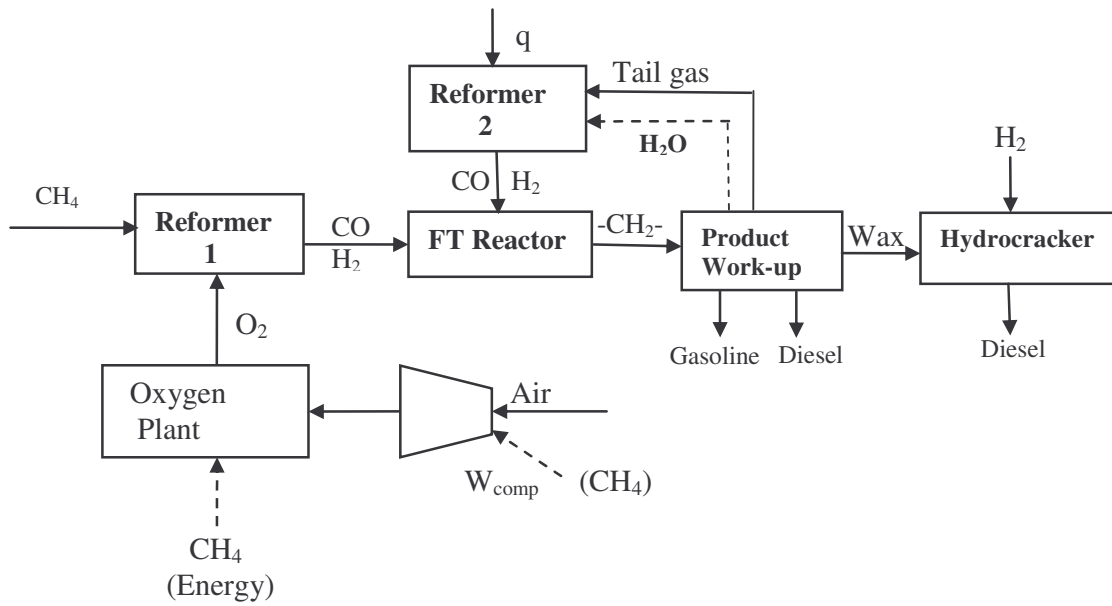 q
Tail gas
Reformer
2
H₂O
H₂
CH₄
CO H₂
Reformer
1
CO
H₂
FT Reactor
-CH₂-
Product
Work-up
Wax
Hydrocracker
O₂
Gasoline
Diesel
Diesel
Oxygen
Plant
Air
W_comp
(CH₄)
CH₄
(Energy)